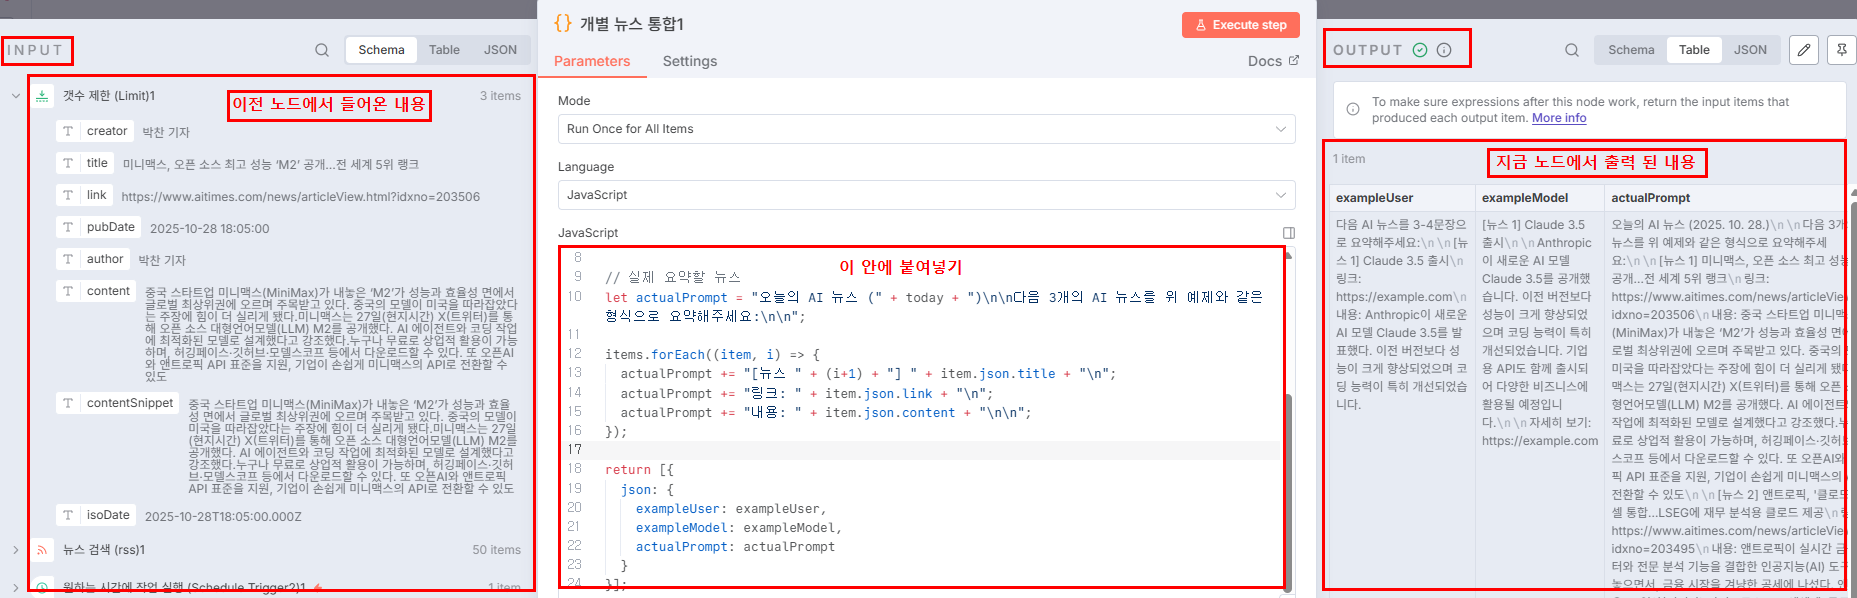 INPUT
Schema
Table
JSON
갯수 제한 (Limit)1
3 items
이전 노드에서 들어온 내용
T creator 박찬 기자
T title 미니맥스, 오픈 소스 최고 성능 ‘M2’ 공개...전 세계 5위 랭크
T link https://www.aitimes.com/news/articleView.html?idxno=203506
T pubDate 2025-10-28 18:05:00
T author 박찬 기자
T content 중국 스타트업 미니맥스(MiniMax)가 내놓은 ‘M2’가 성능과 효율성 면에서
글로벌 최상위권에 오르며 주목받고 있다. 중국의 모델이 미국을 따라잡았다
는 주장에 힘이 더 실리게 됐다.미니맥스는 27일(현지시간) X(트위터)를 통
해 오픈 소스 대형언어모델(LLM) M2를 공개했다. AI 에이전트와 코딩 작업
에 최적화된 모델로 설계했다고 강조했다.누구나 무료로 상업적 활용이 가능
하며, 허깅페이스·깃허브·모델스코프 등에서 다운로드할 수 있다. 또 오픈AI
와 앤트로픽 API 표준을 지원, 기업이 손쉽게 미니맥스의 API로 전환할 수 있
있도
T contentSnippet 중국 스타트업 미니맥스(MiniMax)가 내놓은 ‘M2’가 성능과 효율
성 면에서 글로벌 최상위권에 오르며 주목받고 있다. 중국의 모델이
미국을 따라잡았다는 주장에 힘이 더 실리게 됐다.미니맥스는 27일
(현지시간) X(트위터)를 통해 오픈 소스 대형언어모델(LLM) M2를
공개했다. AI 에이전트와 코딩 작업에 최적화된 모델로 설계했다고
강조했다.누구나 무료로 상업적 활용이 가능하며, 허깅페이스·깃허
브·모델스코프 등에서 다운로드할 수 있다. 또 오픈AI와 앤트로픽
API 표준을 지원, 기업이 손쉽게 미니맥스의 API로 전환할 수 있도
T isoDate 2025-10-28T18:05:00.000Z
뉴스 검색 (rss)1
50 items
원하는 시간에 작업 실행 (Schedule Trigger2)1
1 item
{} 개별 뉴스 통합1
Execute step
Parameters
Settings
Docs
Mode
Run Once for All Items
Language
JavaScript
JavaScript
이 안에 붙여넣기
8
9 // 실제 요약할 뉴스
10 let actualPrompt = "오늘의 AI 뉴스 (" + today + ")\n\n다음 3개의 AI 뉴스를 위 예제와 같은
형식으로 요약해주세요:\n\n";
11
12 items.forEach((item, i) => {
13 actualPrompt += "[뉴스 " + (i+1) + "] " + item.json.title + "\n";
14 actualPrompt += "링크: " + item.json.link + "\n";
15 actualPrompt += "내용: " + item.json.content + "\n\n";
16 });
17
18 return [{
19 json: {
20 exampleUser: exampleUser,
21 exampleModel: exampleModel,
22 actualPrompt: actualPrompt
23 }
24 }];
OUTPUT
Schema
Table
JSON
To make sure expressions after this node work, return the input items that
produced each output item. More info
1 item
지금 노드에서 출력 된 내용
exampleUser
다음 AI 뉴스를 3-4문장으
로 요약해주세요:\n\n[뉴
스 1] Claude 3.5 출시\n
링크:
https://example.com\n
내용: Anthropic이 새로운
AI 모델 Claude 3.5를 발
표했다. 이전 버전보다 성
능이 크게 향상되었으며 코
딩 능력이 특히 개선되었습
니다.
exampleModel
[뉴스 1] Claude 3.5
출시\n\nAnthropic
이 새로운 AI 모델
Claude 3.5를 공개했
습니다. 이전 버전보다
성능이 크게 향상되었
으며 코딩 능력이 특히
개선되었습니다. 기업
용 API도 함께 출시되
어 다양한 비즈니스에
활용될 예정입니
다.\n\n자세히 보기:
https://example.com
actualPrompt
오늘의 AI 뉴스 (2025. 10. 28.)\n\n다음 3개
뉴스를 위 예제와 같은 형식으로 요약해주세
요:\n\n[뉴스 1] 미니맥스, 오픈 소스 최고 성능
공개...전 세계 5위 랭크\n링크:
https://www.aitimes.com/news/articleView
idxno=203506\n내용: 중국 스타트업 미니맥스
(MiniMax)가 내놓은 ‘M2’가 성능과 효율성 면
로벌 최상위권에 오르며 주목받고 있다. 중국의
미국을 따라잡았다는 주장에 힘이 더 실리게 됐
맥스는 27일(현지시간) X(트위터)를 통해 오픈
형언어모델(LLM) M2를 공개했다. AI 에이전트
작업에 최적화된 모델로 설계했다고 강조했다.누
료로 상업적 활용이 가능하며, 허깅페이스·깃허
스코프 등에서 다운로드할 수 있다. 또 오픈AI와
픽 API 표준을 지원, 기업이 손쉽게 미니맥스의
전환할 수 있도\n\n[뉴스 2] 앤트로픽, '클로드
셀 통합...LSEG에 재무 분석용 클로드 제공\n
https://www.aitimes.com/news/articleView
idxno=203495\n내용: 앤트로픽이 실시간 금
터와 전문 분석 기능을 결합한 인공지능(AI) 도구
놓으면서, 금융 시장을 겨냥한 공세에 나섰다.